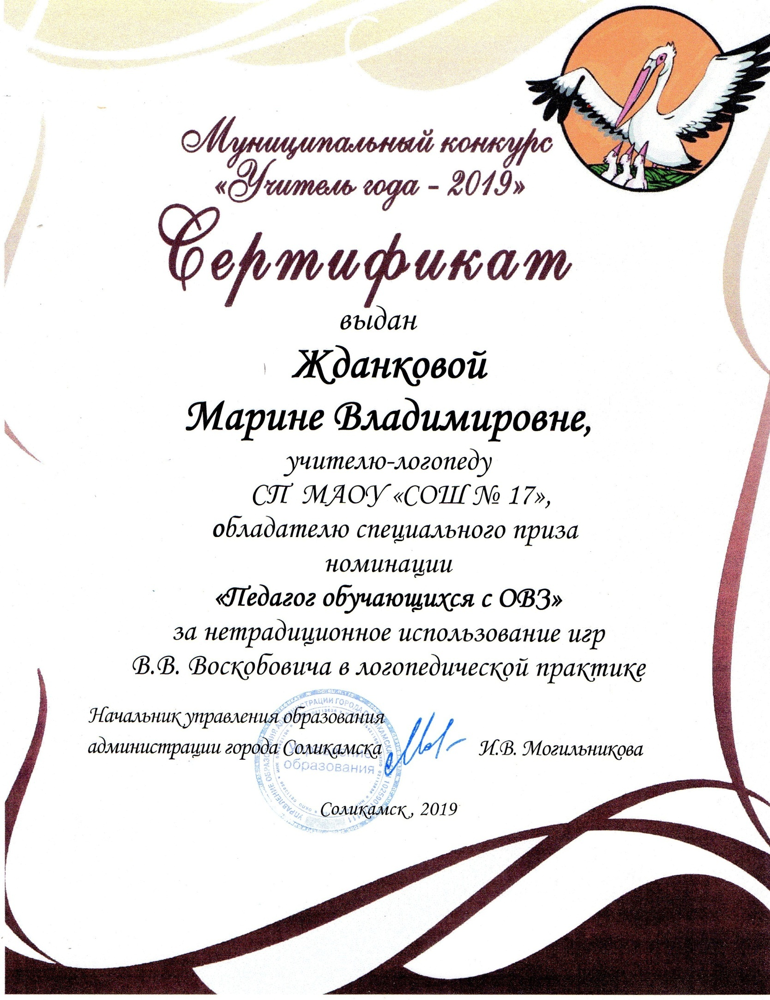 Муниципальный конкурс
«Учитель года - 2019»
Сертификат
выдан
Жданковой
Марине Владимировне,
учителю-логопеду
СП МАОУ «СОШ № 17»,
обладателю специального приза
номинации
«Педагог обучающихся с ОВЗ»
за нетрадиционное использование игр
В.В. Воскобовича в логопедической практике
Начальник управления образования
администрации города Соликамска И.В. Могильникова
Управление
образования
Соликамск, 2019